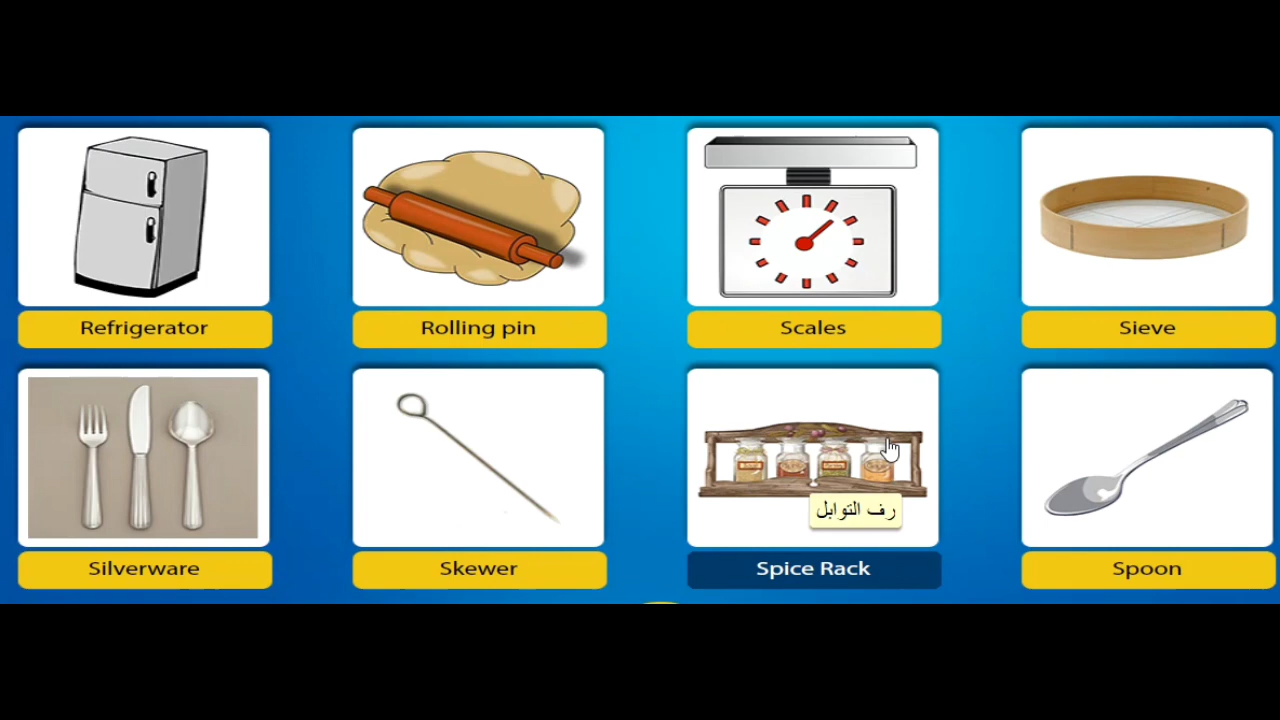 Refrigerator
Rolling pin
Scales
Sieve
رف التوابل
Silverware
Skewer
Spice Rack
Spoon